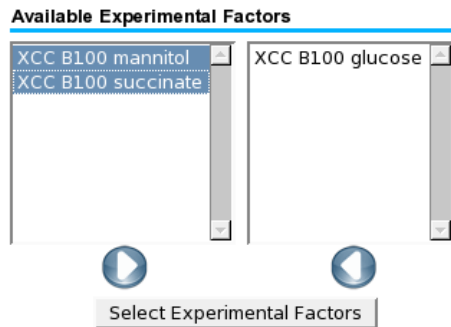 Available Experimental Factors
XCC B100 mannitol
XCC B100 succinate
XCC B100 glucose
Select Experimental Factors